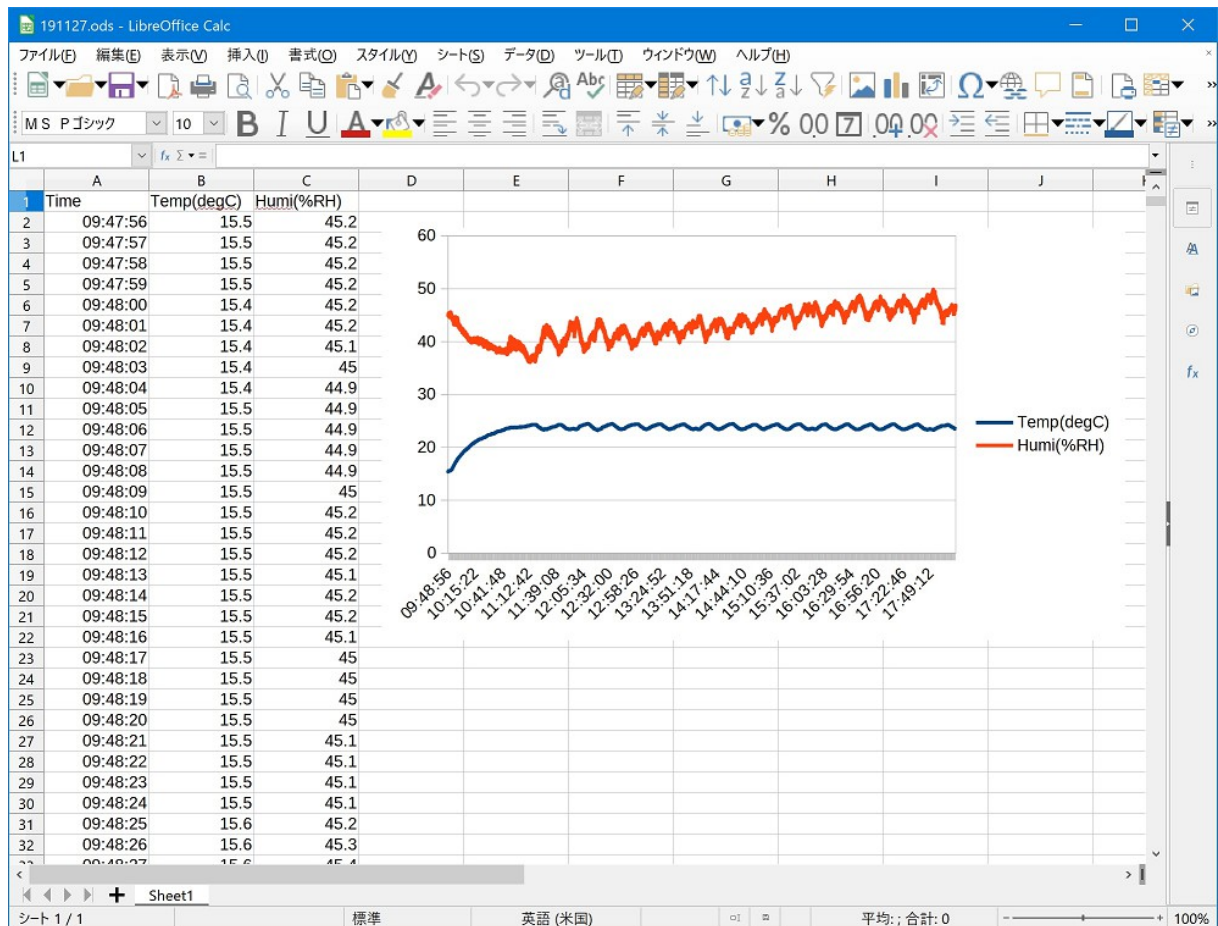 191127.ods - LibreOffice Calc
ファイル(F) 編集(E) 表示(V) 挿入(I) 書式(O) スタイル(Y) シート(S) データ(D) ツール(T) ウィンドウ(W) ヘルプ(H)
ＭＳ Ｐゴシック 10
L1
A B C D E F G H I J
1 Time Temp(degC) Humi(%RH)
2 09:47:56 15.5 45.2
3 09:47:57 15.5 45.2
4 09:47:58 15.5 45.2
5 09:47:59 15.5 45.2
6 09:48:00 15.4 45.2
7 09:48:01 15.4 45.2
8 09:48:02 15.4 45.1
9 09:48:03 15.4 45
10 09:48:04 15.4 44.9
11 09:48:05 15.5 44.9
12 09:48:06 15.5 44.9
13 09:48:07 15.5 44.9
14 09:48:08 15.5 44.9
15 09:48:09 15.5 45
16 09:48:10 15.5 45.2
17 09:48:11 15.5 45.2
18 09:48:12 15.5 45.2
19 09:48:13 15.5 45.1
20 09:48:14 15.5 45.2
21 09:48:15 15.5 45.2
22 09:48:16 15.5 45.1
23 09:48:17 15.5 45
24 09:48:18 15.5 45
25 09:48:19 15.5 45
26 09:48:20 15.5 45
27 09:48:21 15.5 45.1
28 09:48:22 15.5 45.1
29 09:48:23 15.5 45.1
30 09:48:24 15.5 45.1
31 09:48:25 15.6 45.2
32 09:48:26 15.6 45.3
60
50
40
30
20
10
0
09:48:56
10:15:22
10:41:48
11:12:42
11:39:08
12:05:34
12:32:00
12:58:26
13:24:52
13:51:18
14:17:44
14:44:10
15:10:36
15:37:02
16:03:28
16:29:54
16:56:20
17:22:46
17:49:12
Temp(degC)
Humi(%RH)
Sheet1
シート 1 / 1 標準 英語 (米国) 平均: ; 合計: 0 100%